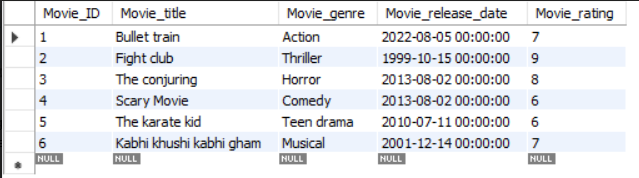 Movie_ID Movie_title Movie_genre Movie_release_date Movie_rating
1 Bullet train Action 2022-08-05 00:00:00 7
2 Fight club Thriller 1999-10-15 00:00:00 9
3 The conjuring Horror 2013-08-02 00:00:00 8
4 Scary Movie Comedy 2013-08-02 00:00:00 6
5 The karate kid Teen drama 2010-07-11 00:00:00 6
6 Kabhi khushi kabhi gham Musical 2001-12-14 00:00:00 7
NULL NULL NULL NULL NULL